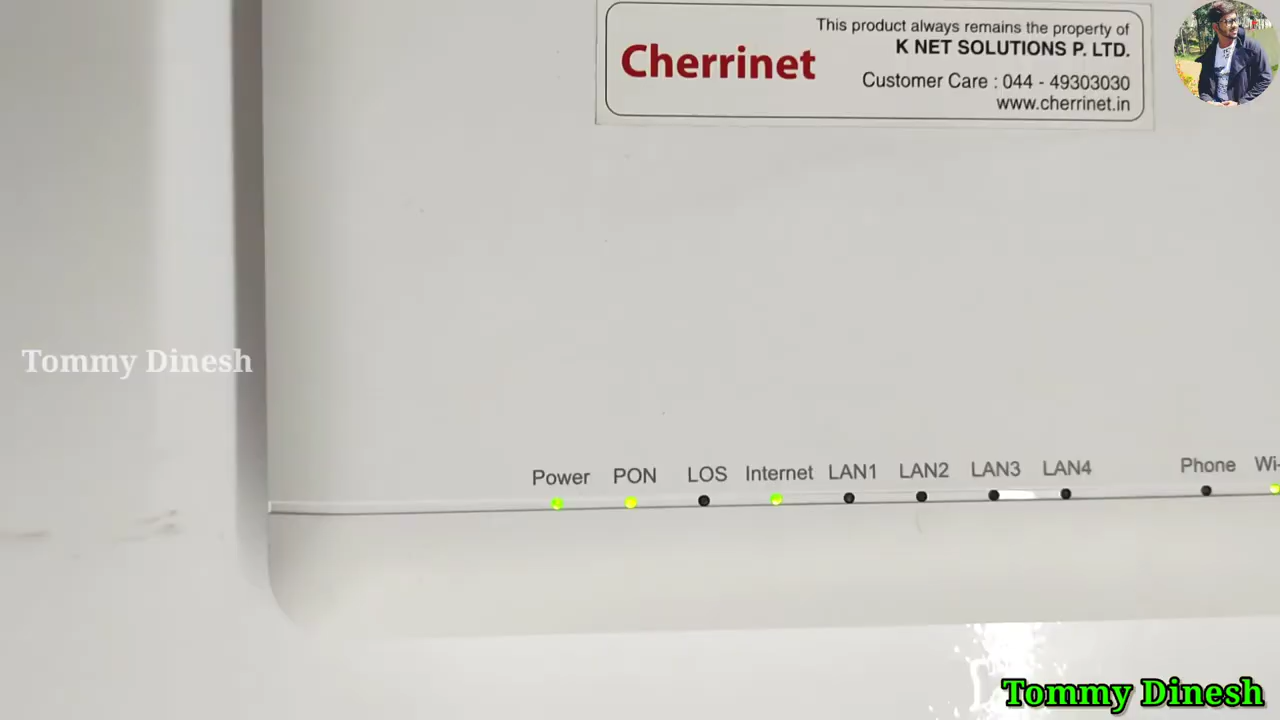 This product always remains the property of
K NET SOLUTIONS P. LTD.
Cherrinet
Customer Care : 044 - 49303030
www.cherrinet.in
Tommy Dinesh
Power PON LOS Internet LAN1 LAN2 LAN3 LAN4 Phone Wi-
Tommy Dinesh